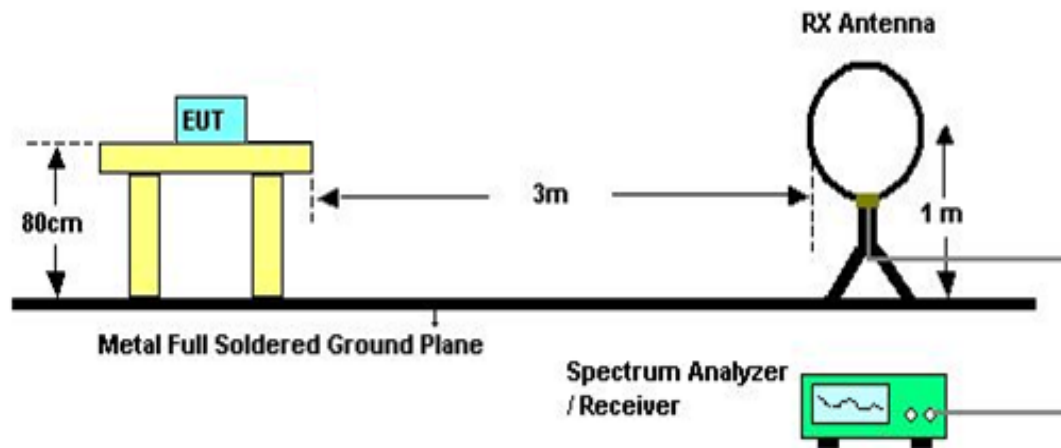 RX Antenna
EUT
80cm
3m
1 m
Metal Full Soldered Ground Plane
Spectrum Analyzer
/ Receiver